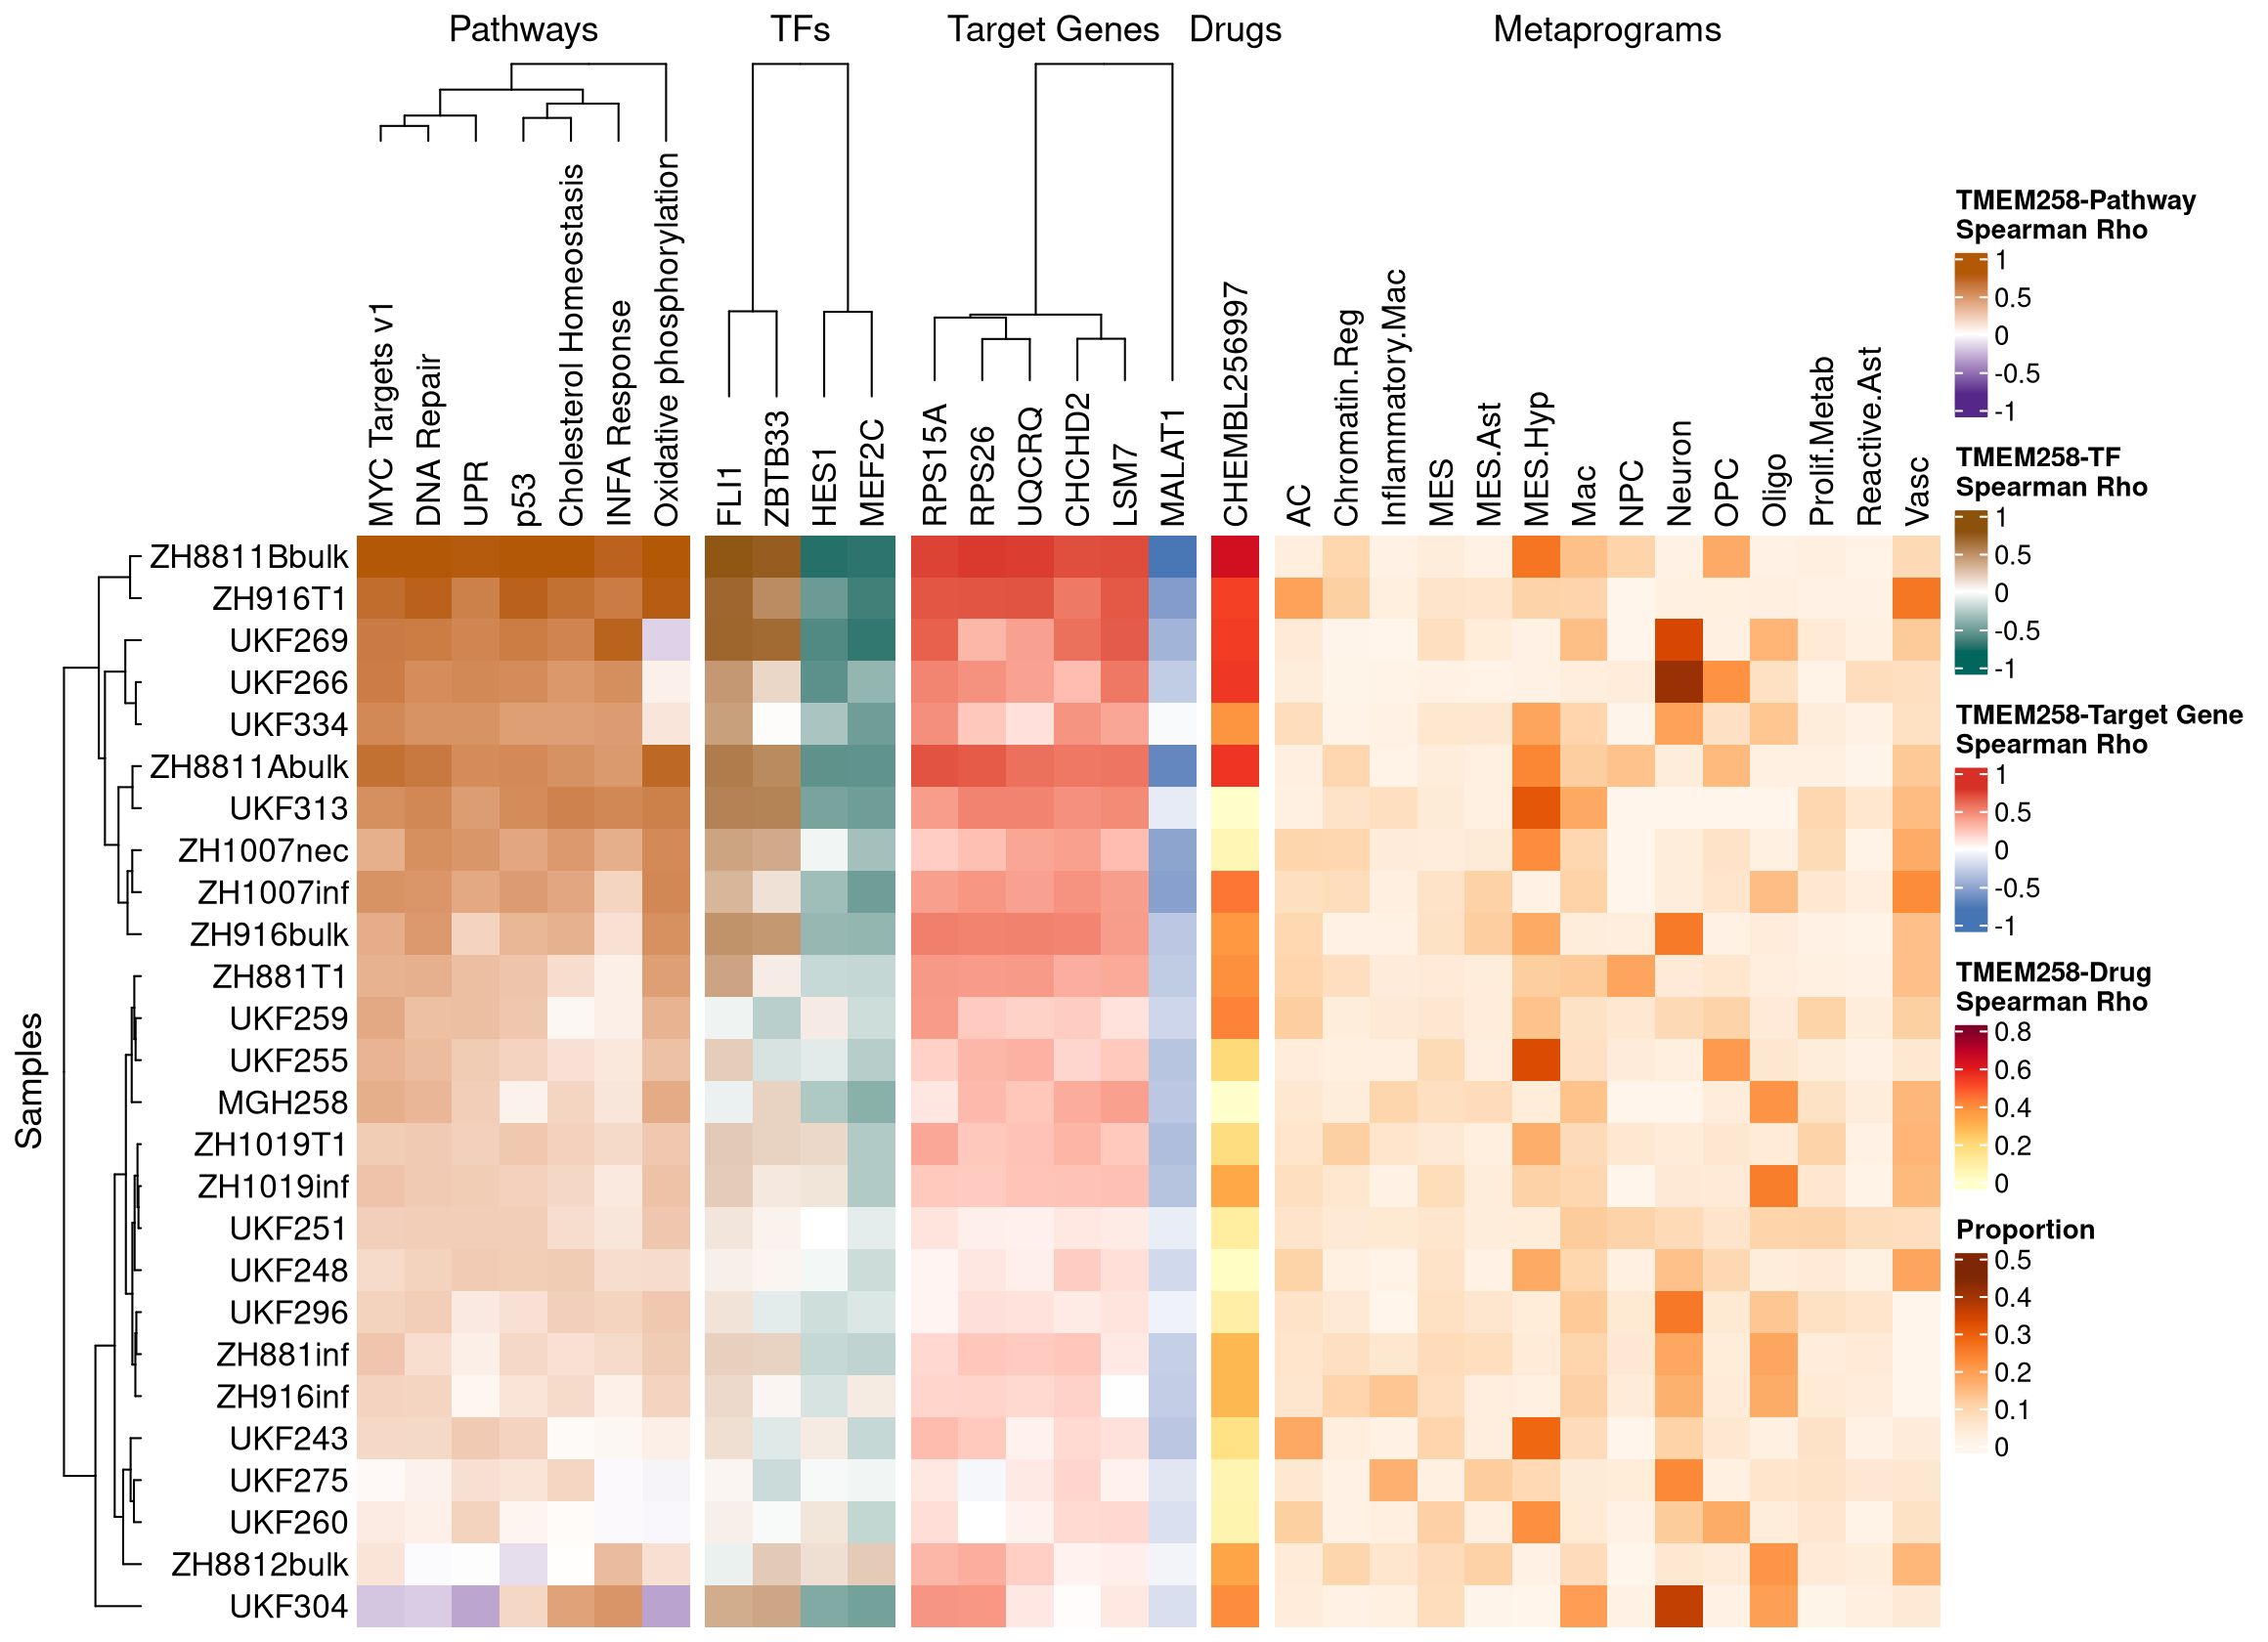 Pathways
TFs
Target Genes
Drugs
Metaprograms
MYC Targets v1
DNA Repair
UPR
p53
Cholesterol Homeostasis
INFA Response
Oxidative phosphorylation
FLI1
ZBTB33
HES1
MEF2C
RPS15A
RPS26
UQCRQ
CHCHD2
LSM7
MALAT1
CHEMBL256997
AC
Chromatin.Reg
Inflammatory.Mac
MES
MES.Ast
MES.Hyp
Mac
NPC
Neuron
OPC
Oligo
Prolif.Metab
Reactive.Ast
Vasc
Samples
ZH8811Bbulk
ZH916T1
UKF269
UKF266
UKF334
ZH8811Abulk
UKF313
ZH1007nec
ZH1007inf
ZH916bulk
ZH881T1
UKF259
UKF255
MGH258
ZH1019T1
ZH1019inf
UKF251
UKF248
UKF296
ZH881inf
ZH916inf
UKF243
UKF275
UKF260
ZH8812bulk
UKF304
TMEM258-Pathway
Spearman Rho
1
0.5
0
-0.5
-1
TMEM258-TF
Spearman Rho
1
0.5
0
-0.5
-1
TMEM258-Target Gene
Spearman Rho
1
0.5
0
-0.5
-1
TMEM258-Drug
Spearman Rho
0.8
0.6
0.4
0.2
0
Proportion
0.5
0.4
0.3
0.2
0.1
0